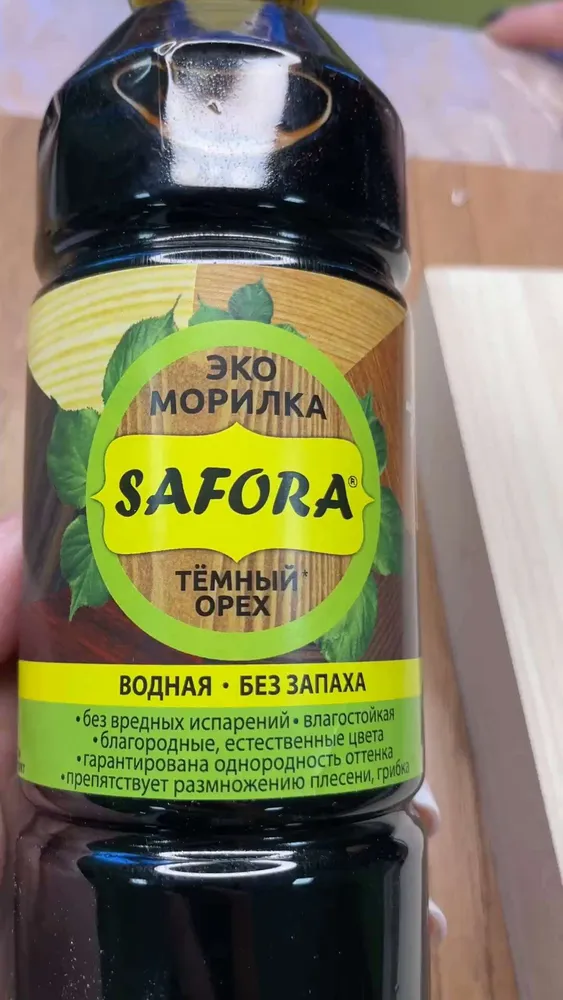 ЭКО
МОРИЛКА
SAFORA®
ТЁМНЫЙ*
ОРЕХ
ВОДНАЯ • БЕЗ ЗАПАХА
•без вредных испарений•влагостойкая
•благородные, естественные цвета
•гарантирована однородность оттенка
•препятствует размножению плесени, грибка